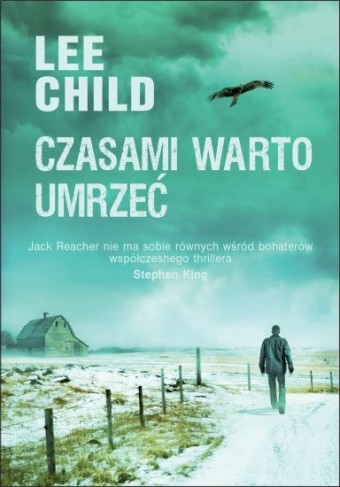 LEE
CHILD
CZASAMI WARTO
UMRZEĆ
Jack Reacher nie ma sobie równych wśród bohaterów
współczesnego thrillera
Stephen King